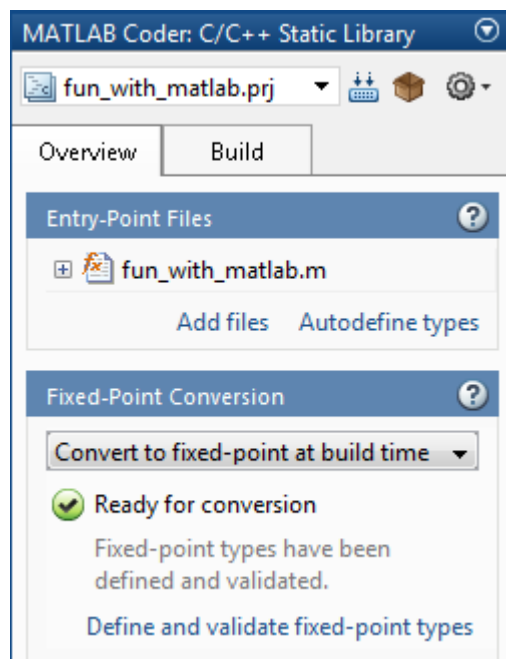 MATLAB Coder: C/C++ Static Library
fun_with_matlab.prj
Overview Build
Entry-Point Files ?
fun_with_matlab.m
Add files Autodefine types
Fixed-Point Conversion ?
Convert to fixed-point at build time
Ready for conversion
Fixed-point types have been
defined and validated.
Define and validate fixed-point types